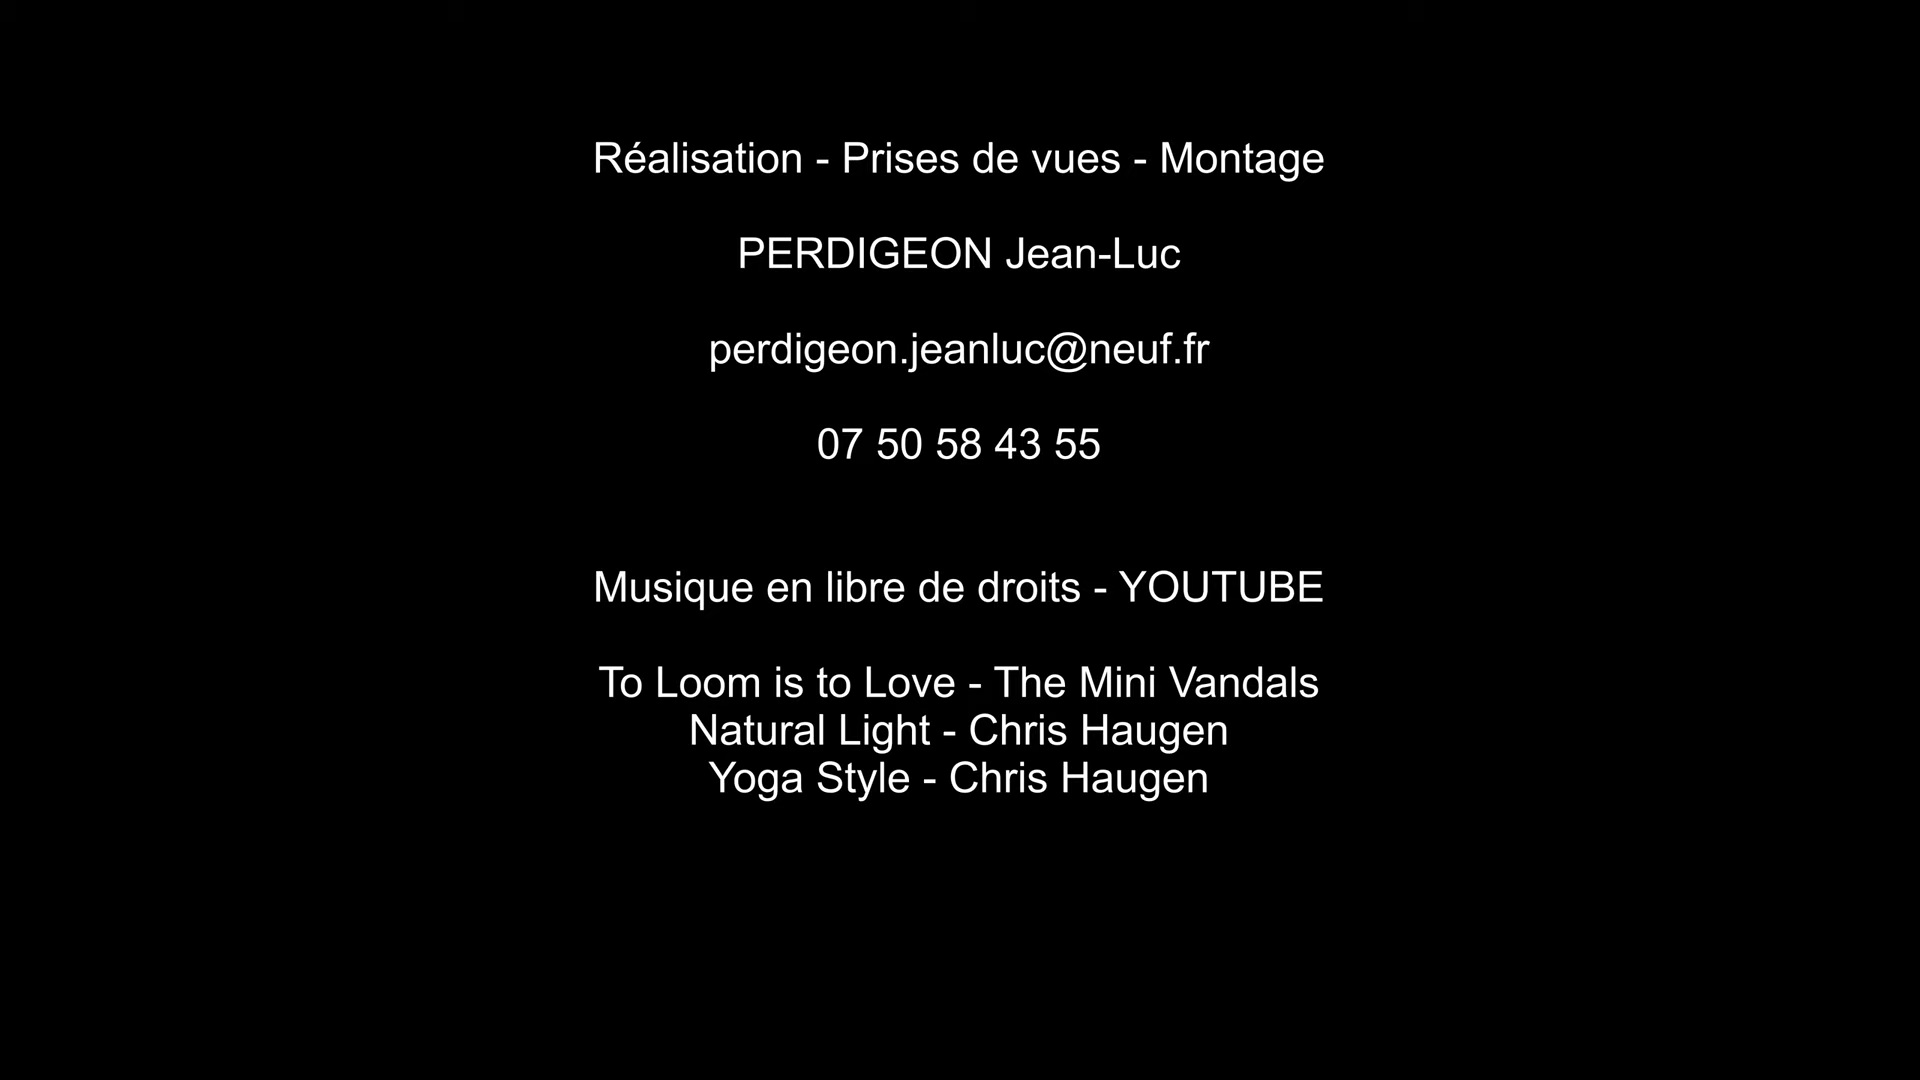 Réalisation - Prises de vues - Montage
PERDIGEON Jean-Luc
perdigeon.jeanluc@neuf.fr
07 50 58 43 55
Musique en libre de droits - YOUTUBE
To Loom is to Love - The Mini Vandals
Natural Light - Chris Haugen
Yoga Style - Chris Haugen